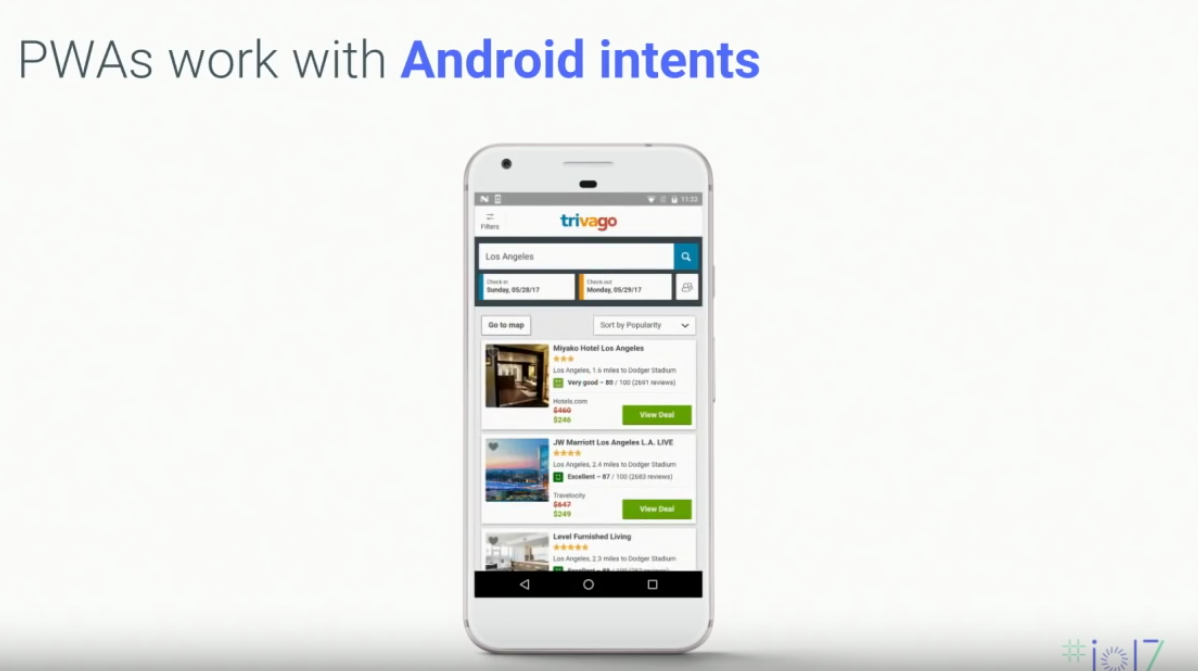 PWAs work with Android intents
11:23
Filters
trivago
Los Angeles
Check in
Sunday, 05/28/17
Check out
Monday, 05/29/17
Go to map
Sort by Popularity
Miyako Hotel Los Angeles
Los Angeles, 1.6 miles to Dodger Stadium
Very good – 80 / 100 (2691 reviews)
Hotels.com
$460
$246
View Deal
JW Marriott Los Angeles L.A. LIVE
Los Angeles, 2.4 miles to Dodger Stadium
Excellent – 87 / 100 (2683 reviews)
Travelocity
$647
$249
View Deal
Level Furnished Living
Los Angeles, 2.3 miles to Dodger Stadium
#io17